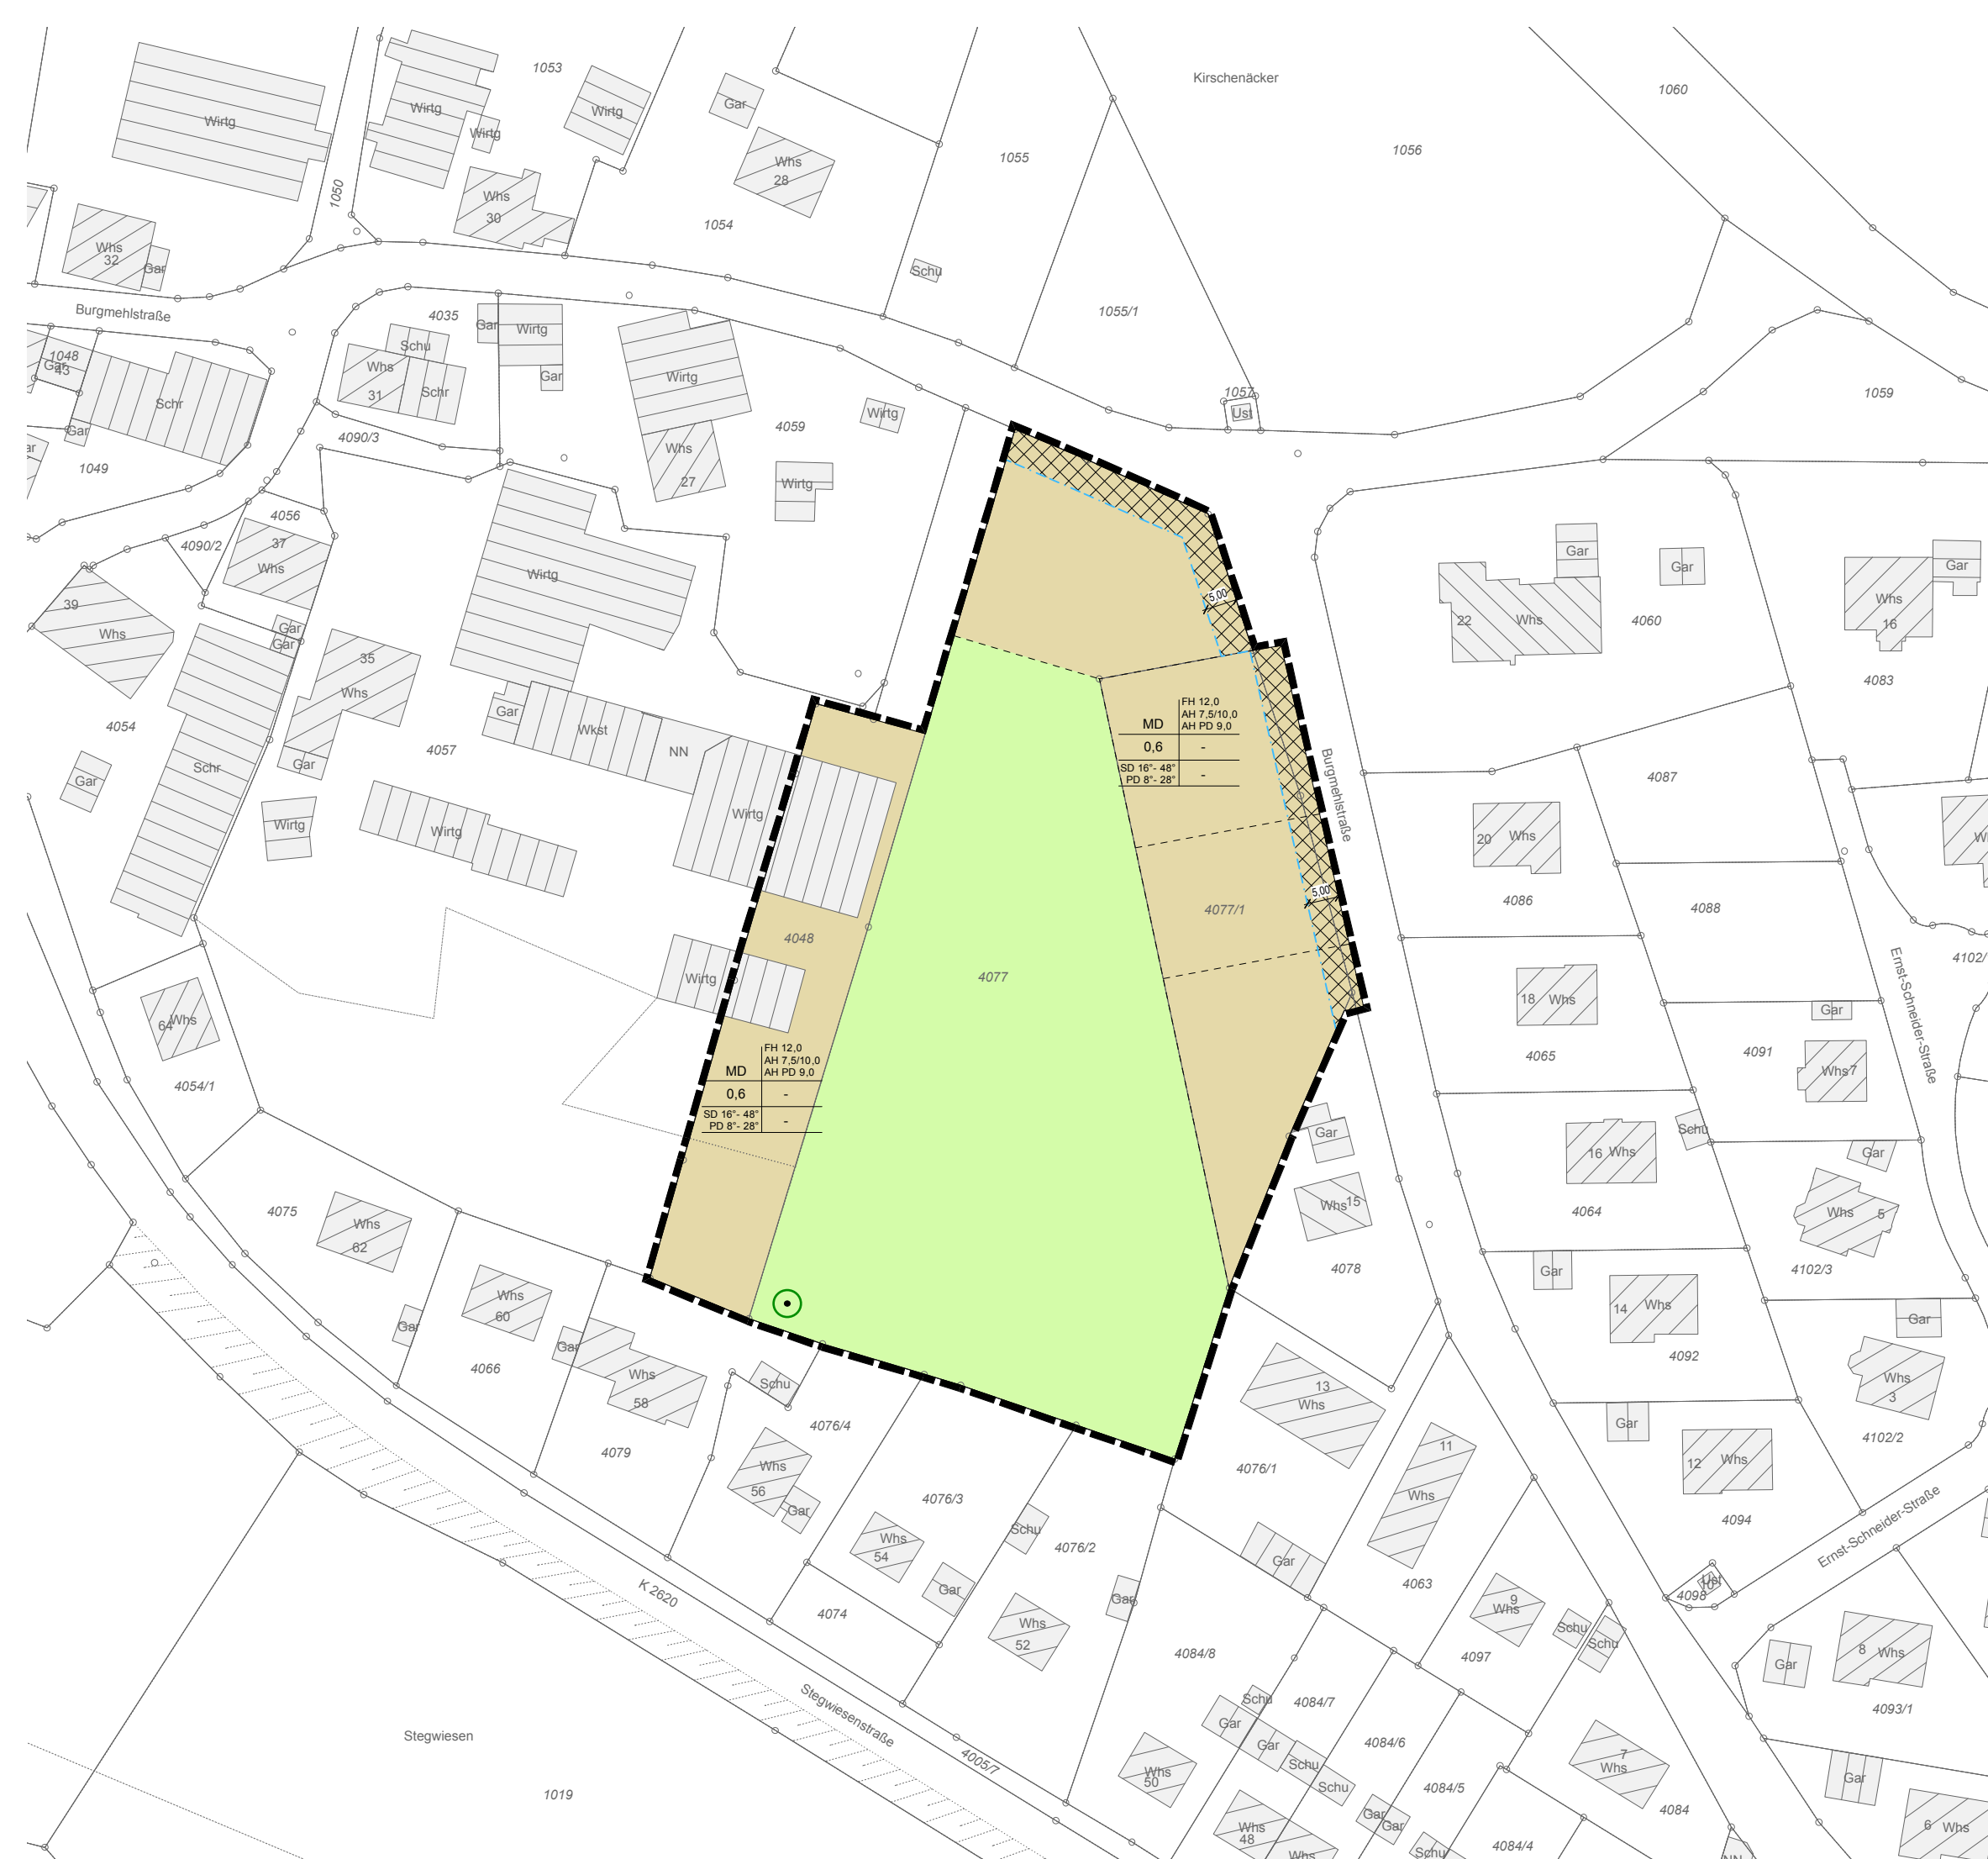 1053
Kirschenäcker
1060
Wirtg
Wirtg
Wirtg
Wirtg
Gar
1055
1056
Whs
28
1050
Whs
30
1054
Whs
32
Gar
Schu
Burgmehlstraße
4035
Gar
Wirtg
1055/1
1048
Gar
43
Schu
Whs
31
Schr
Gar
Wirtg
1057
Ust
1059
Schr
Gar
4090/3
4059
Wirtg
1049
Whs
27
Wirtg
4056
4090/2
37
Whs
Wirtg
5,00
Gar
Gar
Gar
39
Whs
22
Whs
4060
Whs
16
Gar
Gar
35
Whs
4083
4054
Gar
Wkst
NN
4057
Gar
Schr
Gar
MD
FH 12,0
AH 7,5/10,0
AH PD 9,0
0,6
-
SD 16°- 48°
PD 8°- 28°
-
Burgmehlstraße
4087
Wirtg
Wirtg
Wirtg
20
Whs
5,00
4077/1
4086
4088
4048
4077
Wirtg
Ernst-Schneider-Straße
64
Whs
18
Whs
Gar
4065
4091
4054/1
MD
FH 12,0
AH 7,5/10,0
AH PD 9,0
0,6
-
SD 16°- 48°
PD 8°- 28°
-
Whs
7
Gar
Schu
16
Whs
Gar
4075
Whs
62
Whs
15
4064
Whs
5
4078
Gar
4102/3
Whs
60
Gar
14
Whs
Gar
Gar
4066
4092
Whs
58
Schu
13
Whs
Whs
3
4079
4076/4
Gar
4102/2
11
Whs
56
Gar
4076/1
12
Whs
4076/3
Whs
4094
Ernst-Schneider-Straße
Whs
54
Schu
4076/2
Gar
Gar
Gar
4063
K 2620
4098
Ust
9
Whs
4074
Whs
52
Schu
Schu
4084/8
4097
8
Whs
Gar
Stegwiesenstraße
Schu
4084/7
Gar
4093/1
Stegwiesen
Gar
4084/6
Schu
4005/7
Whs
50
Schu
4084/5
7
Whs
Gar
1019
Gar
Gar
4084
Whs
48
6
Whs
4084/4
Schu